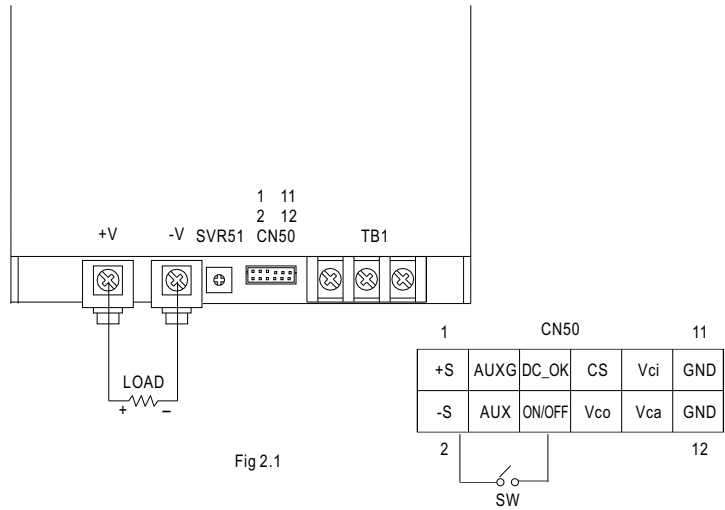 1 11
2 12
+V -V SVR51 CN50 TB1
LOAD
+ –
Fig 2.1
1 CN50 11
+S AUXG DC_OK CS Vci GND
-S AUX ON/OFF Vco Vca GND
2 12
SW